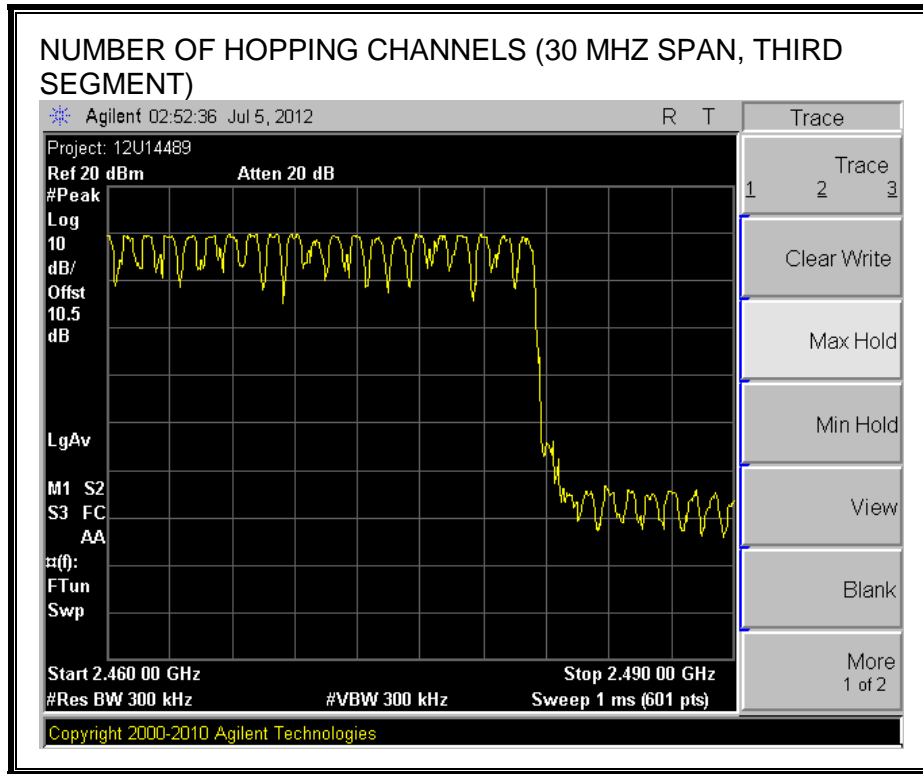 NUMBER OF HOPPING CHANNELS (30 MHZ SPAN, THIRD
SEGMENT)
Agilent 02:52:36 Jul 5, 2012 R T
Trace
Project: 12U14489
Ref 20 dBm Atten 20 dB
#Peak
Log
10
dB/
Offst
10.5
dB
LgAv
M1 S2
S3 FC
AA
¤(f):
FTun
Swp
Start 2.460 00 GHz Stop 2.490 00 GHz
#Res BW 300 kHz #VBW 300 kHz Sweep 1 ms (601 pts)
Copyright 2000-2010 Agilent Technologies
Trace
1 2 3
Clear Write
Max Hold
Min Hold
View
Blank
More
1 of 2